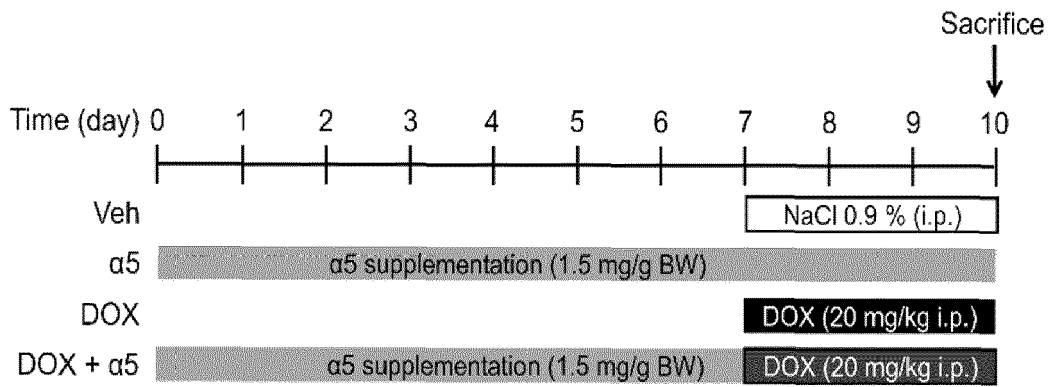 Sacrifice
Time (day) 0 1 2 3 4 5 6 7 8 9 10
Veh NaCl 0.9 % (i.p.)
α5 α5 supplementation (1.5 mg/g BW)
DOX DOX (20 mg/kg i.p.)
DOX + α5 α5 supplementation (1.5 mg/g BW) DOX (20 mg/kg i.p.)